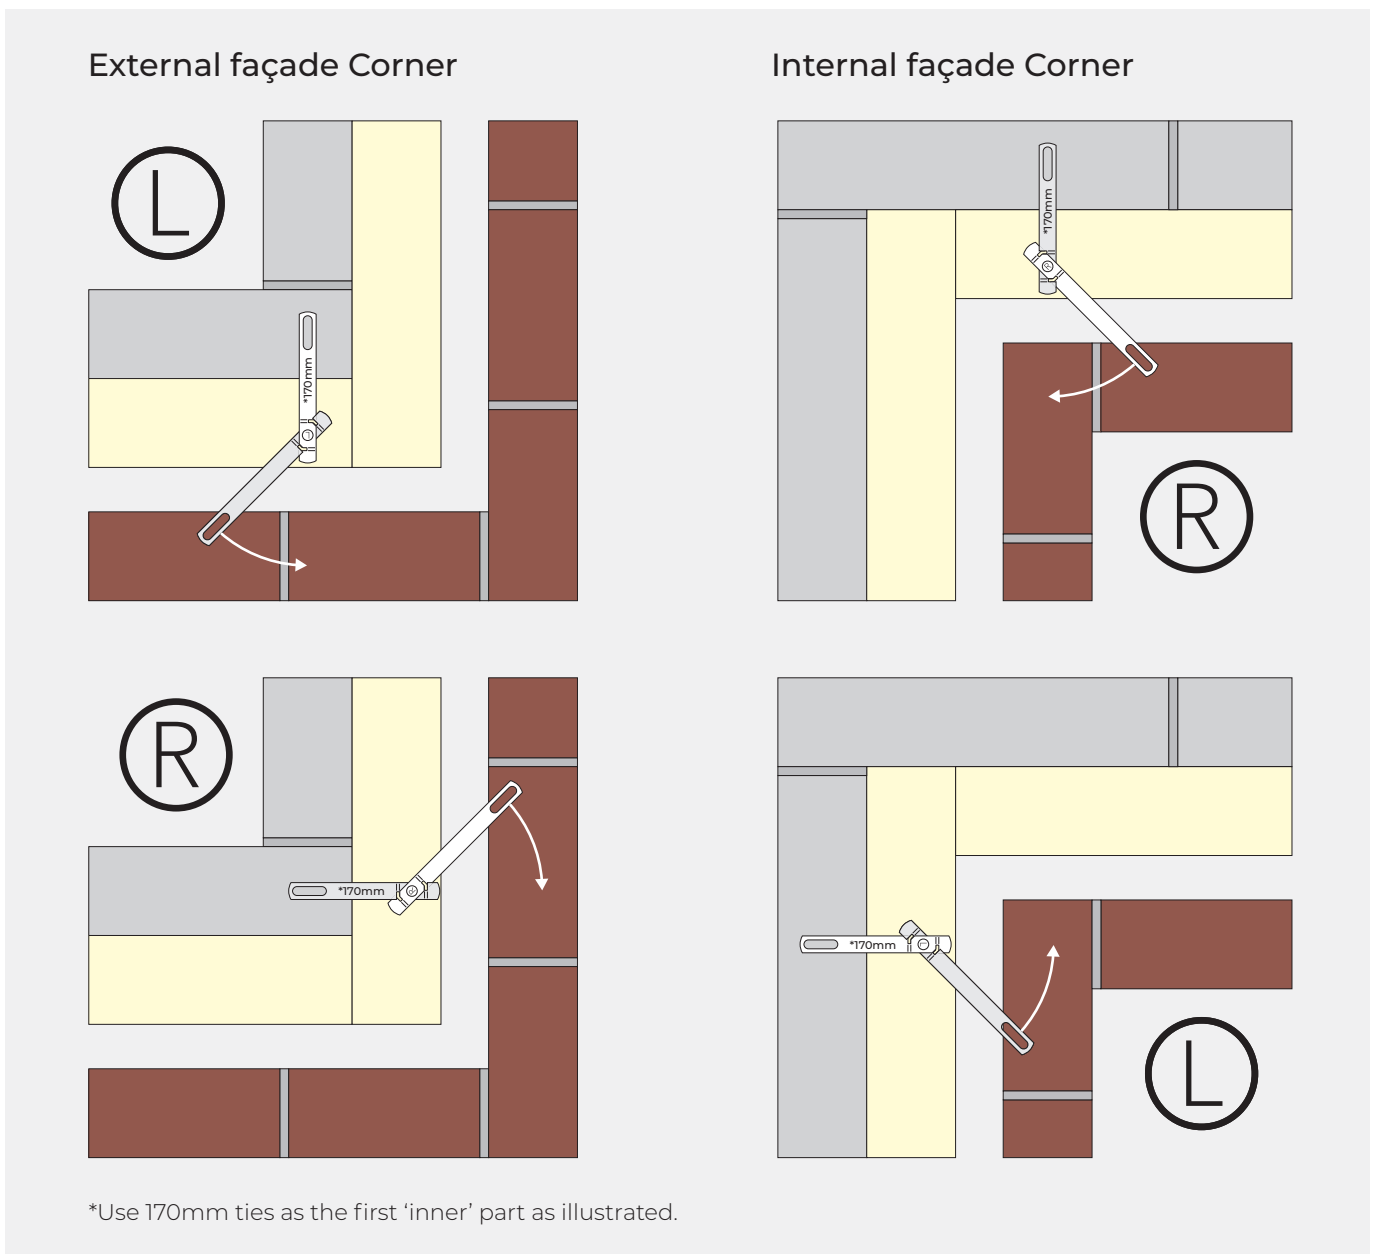 External façade Corner
Internal façade Corner
L
*170mm
L
*170mm
R
R
R
*170mm
R
*170mm
L
L
*Use 170mm ties as the first ‘inner’ part as illustrated.